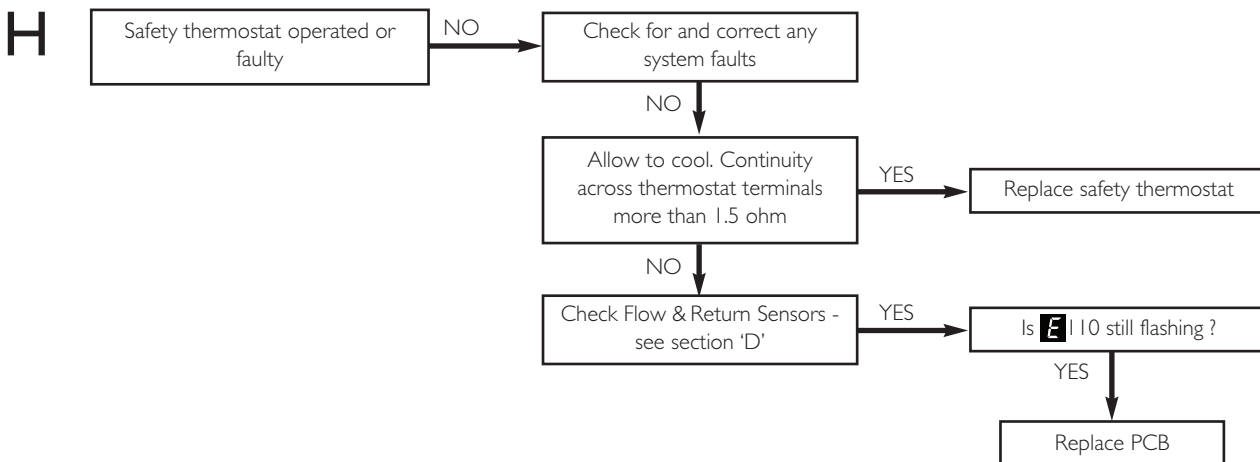 H
Safety thermostat operated or
faulty
NO
Check for and correct any
system faults
NO
Allow to cool. Continuity
across thermostat terminals
more than 1.5 ohm
YES
Replace safety thermostat
NO
Check Flow & Return Sensors -
see section ‘D’
YES
Is E110 still flashing ?
YES
Replace PCB